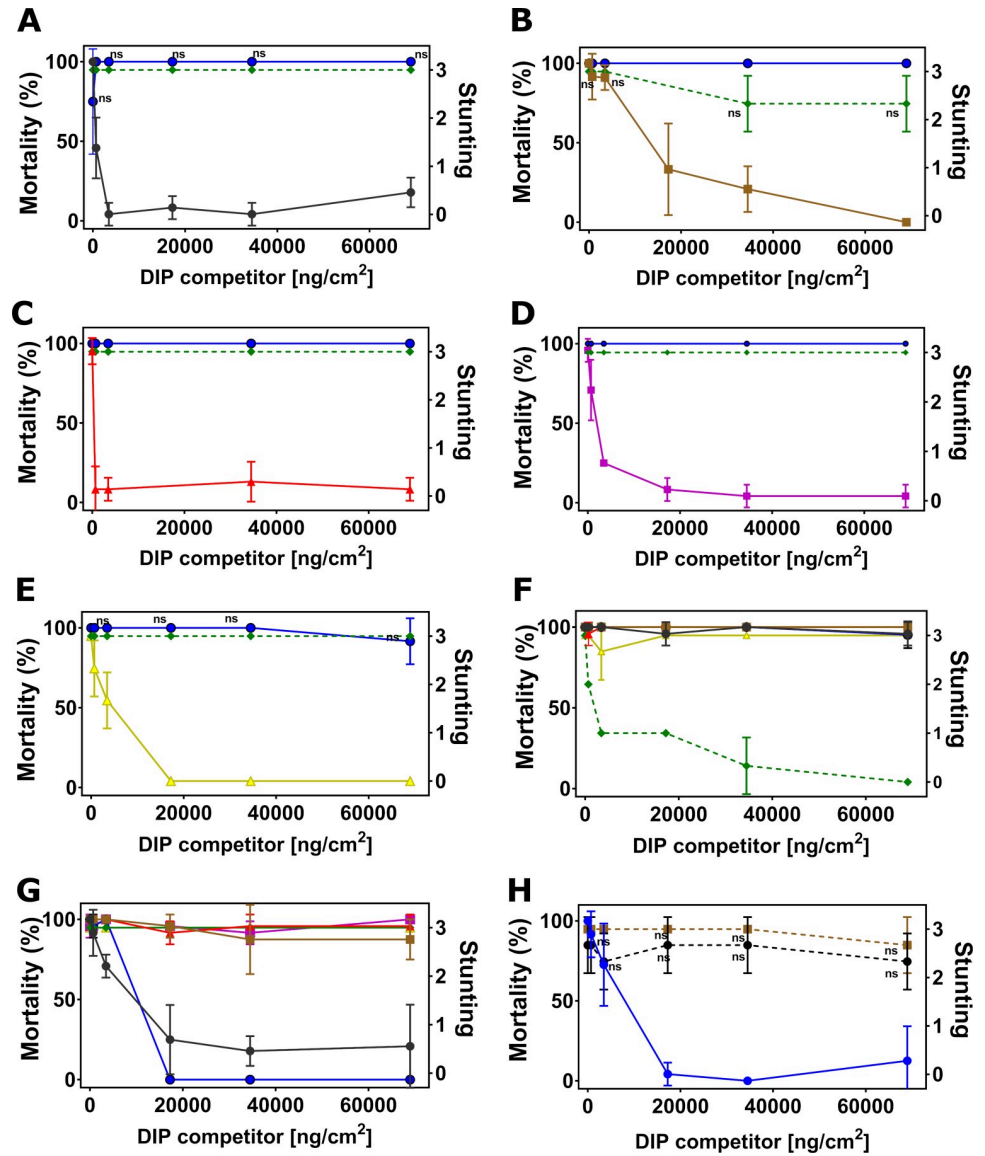 A
Mortality (%)
100
50
0
ns
ns
ns
ns
ns
3
2
1
0
Stunting
0 20000 40000 60000
DIP competitor [ng/cm²]
B
Mortality (%)
100
50
0
ns
ns
ns
ns
3
2
1
0
Stunting
0 20000 40000 60000
DIP competitor [ng/cm²]
C
Mortality (%)
100
50
0
3
2
1
0
Stunting
0 20000 40000 60000
DIP competitor [ng/cm²]
D
Mortality (%)
100
50
0
3
2
1
0
Stunting
0 20000 40000 60000
DIP competitor [ng/cm²]
E
Mortality (%)
100
50
0
ns
ns
ns
ns
3
2
1
0
Stunting
0 20000 40000 60000
DIP competitor [ng/cm²]
F
Mortality (%)
100
50
0
3
2
1
0
Stunting
0 20000 40000 60000
DIP competitor [ng/cm²]
G
Mortality (%)
100
50
0
3
2
1
0
Stunting
0 20000 40000 60000
DIP competitor [ng/cm²]
H
Mortality (%)
100
50
0
ns
ns
ns
ns
ns
ns
ns
ns
3
2
1
0
Stunting
0 20000 40000 60000
DIP competitor [ng/cm²]